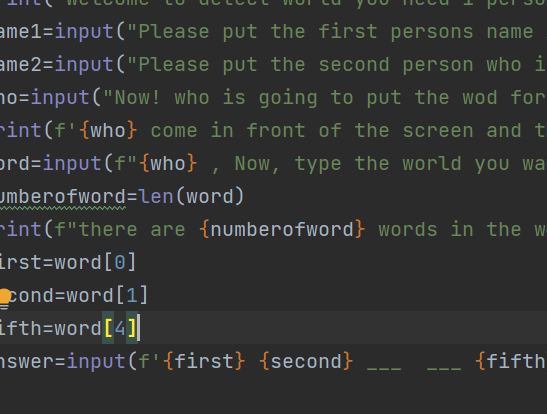 int("Welcome to detect world you need 1 perso
ame1=input("Please put the first persons name
ame2=input("Please put the second person who i
ho=input("Now! who is going to put the wod for
rint(f'{who} come in front of the screen and t
ord=input(f"{who} , Now, type the world you wa
umberofword=len(word)
rint(f"there are {numberofword} words in the w
irst=word[0]
cond=word[1]
ifth=word[4]
nswer=input(f'{first} {second} ___  ___ {fifth